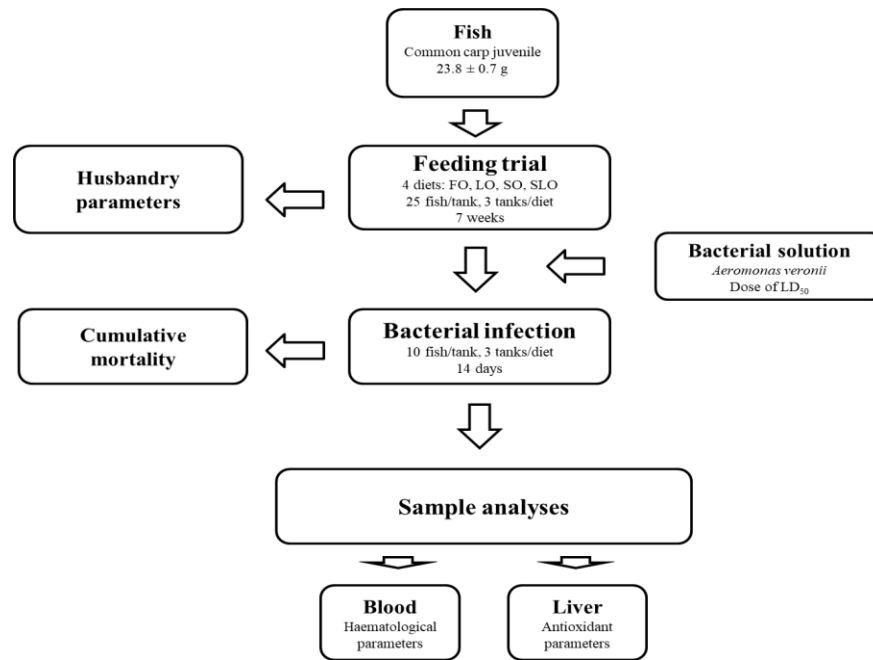 Fish
Common carp juvenile
23.8 ± 0.7 g
Feeding trial
4 diets: FO, LO, SO, SLO
25 fish/tank, 3 tanks/diet
7 weeks
Husbandry
parameters
Bacterial solution
Aeromonas veronii
Dose of LD₅₀
Bacterial infection
10 fish/tank, 3 tanks/diet
14 days
Cumulative
mortality
Sample analyses
Blood
Haematological
parameters
Liver
Antioxidant
parameters